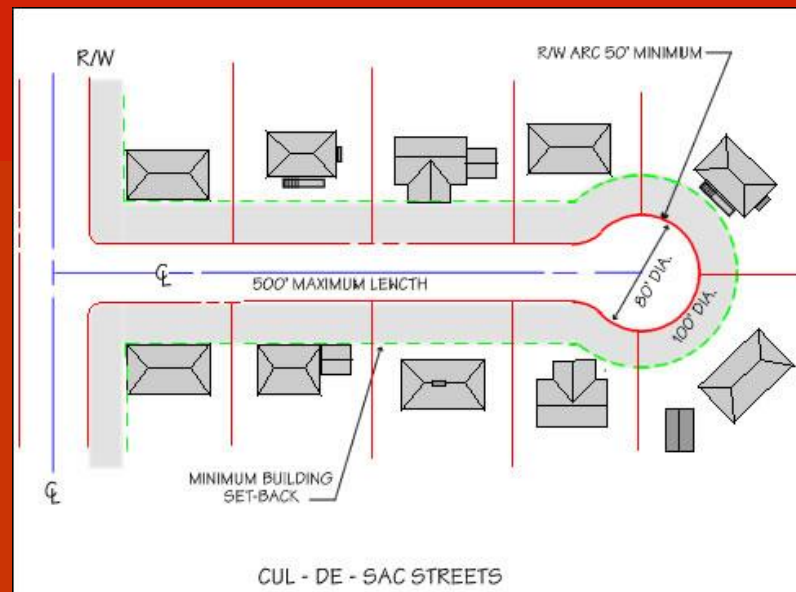 R/W
R/W ARC 50' MINIMUM
℄
500' MAXIMUM LENGTH
80' DIA.
100' DIA.
MINIMUM BUILDING
SET-BACK
℄
CUL - DE - SAC STREETS